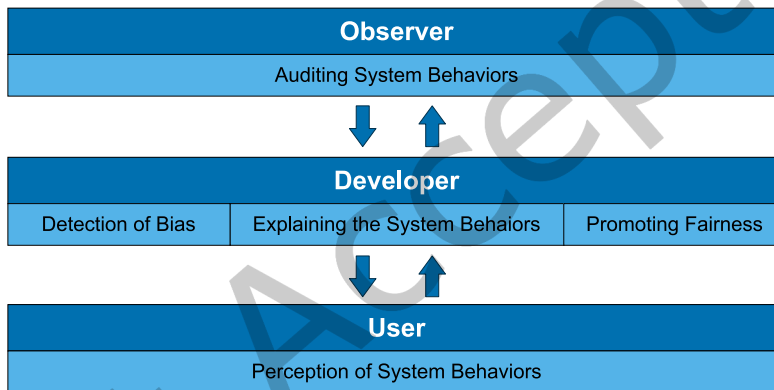 Observer
Auditing System Behaviors
Developer
Detection of Bias
Explaining the System Behaiors
Promoting Fairness
User
Perception of System Behaviors
Accept